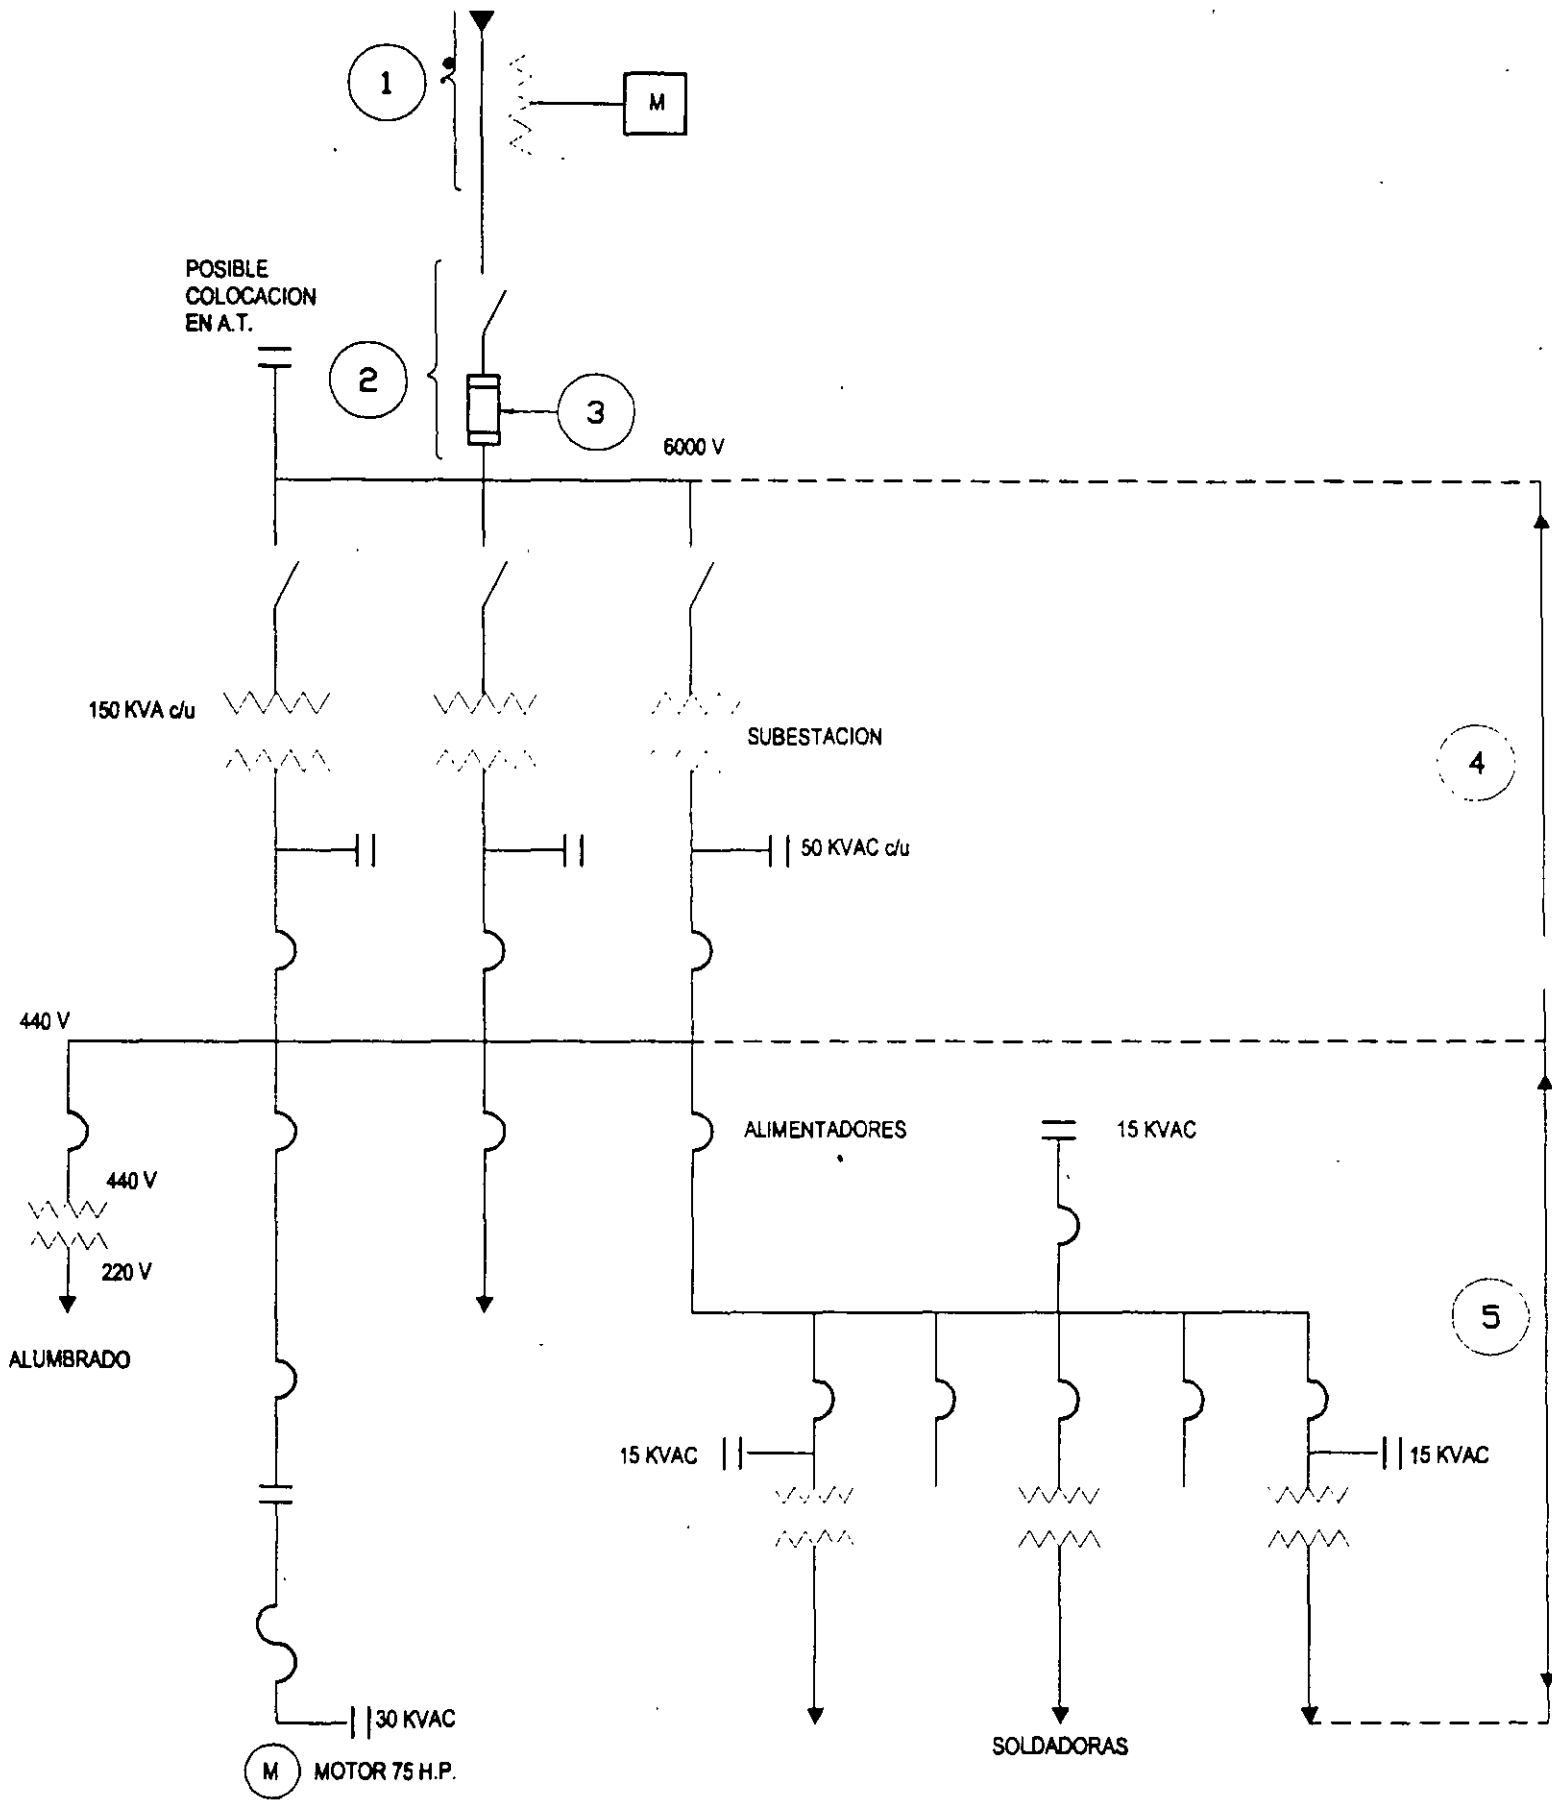 1
M
POSIBLE
COLOCACION
EN A.T.
2
3
6000 V
150 KVA c/u
SUBESTACION
4
50 KVAC c/u
440 V
ALIMENTADORES
15 KVAC
440 V
220 V
5
ALUMBRADO
15 KVAC
15 KVAC
30 KVAC
SOLDADORAS
M
MOTOR 75 H.P.